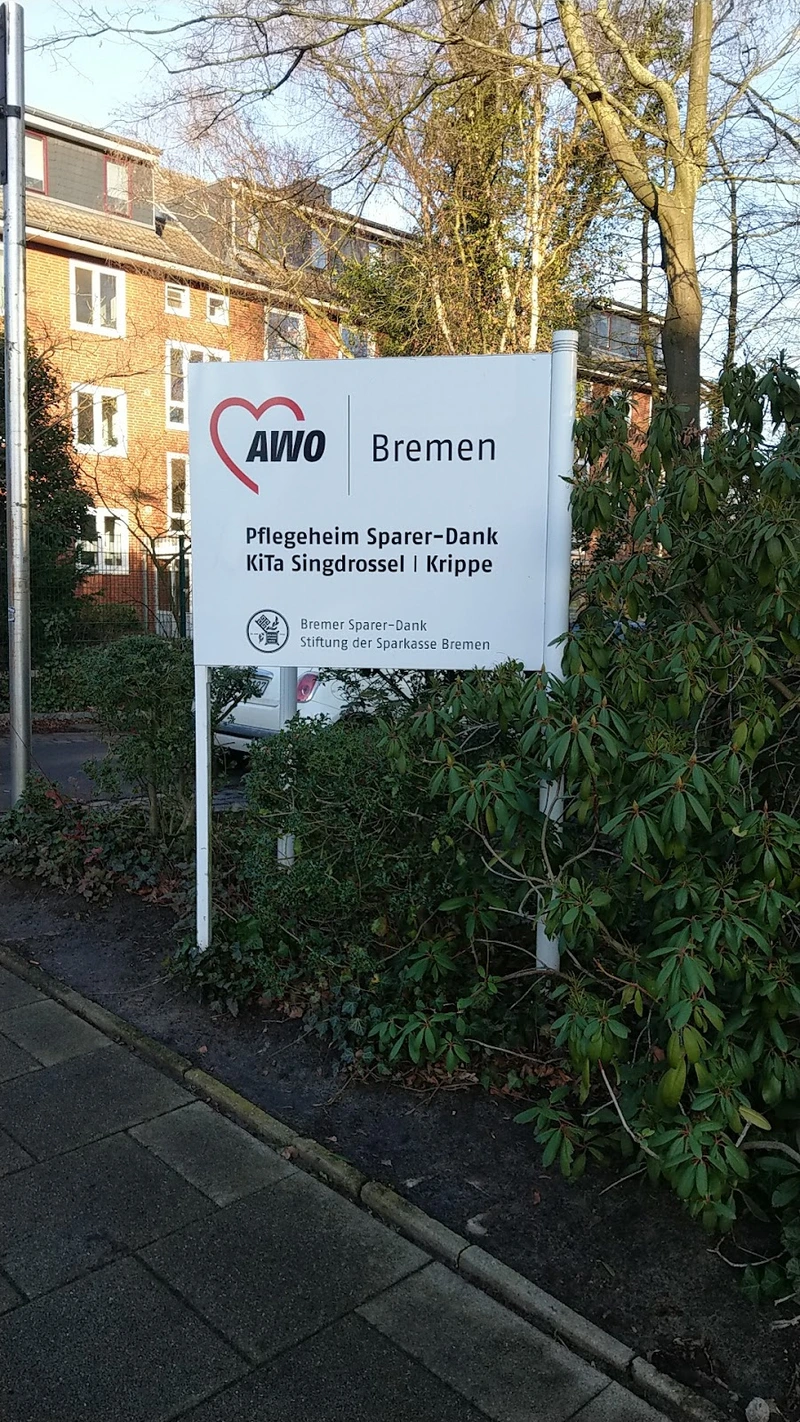 AWO | Bremen
Pflegeheim Sparer-Dank
KiTa Singdrossel | Krippe
Bremer Sparer-Dank
Stiftung der Sparkasse Bremen